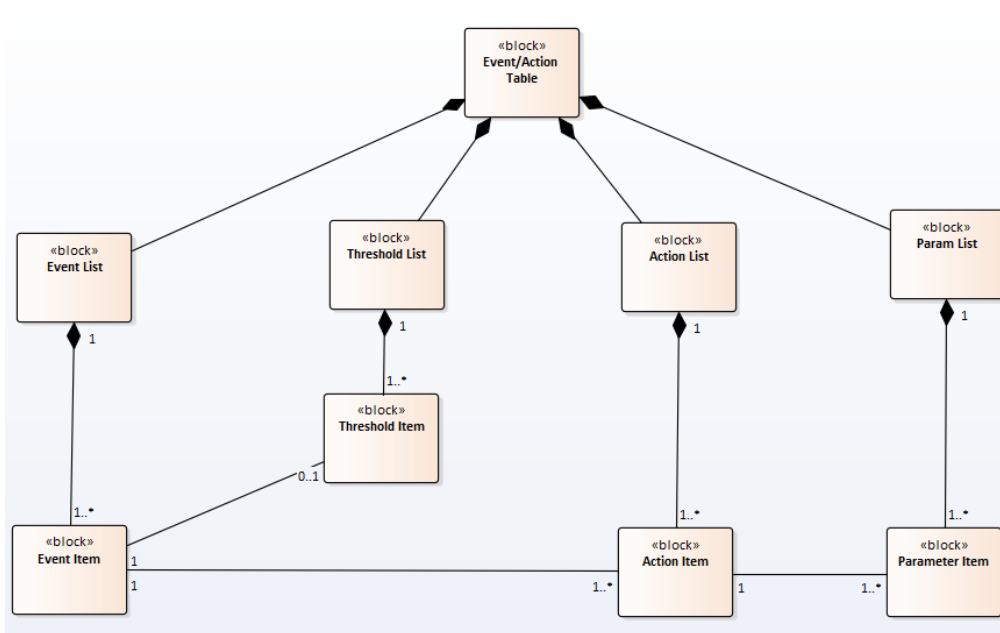 «block»
Event/Action
Table
«block»
Event List
«block»
Threshold List
«block»
Action List
«block»
Param List
1
1
1
1
1..*
«block»
Threshold Item
0..1
1..*
1..*
1..*
«block»
Event Item
1
1
«block»
Action Item
1..*
1
«block»
Parameter Item
1..*